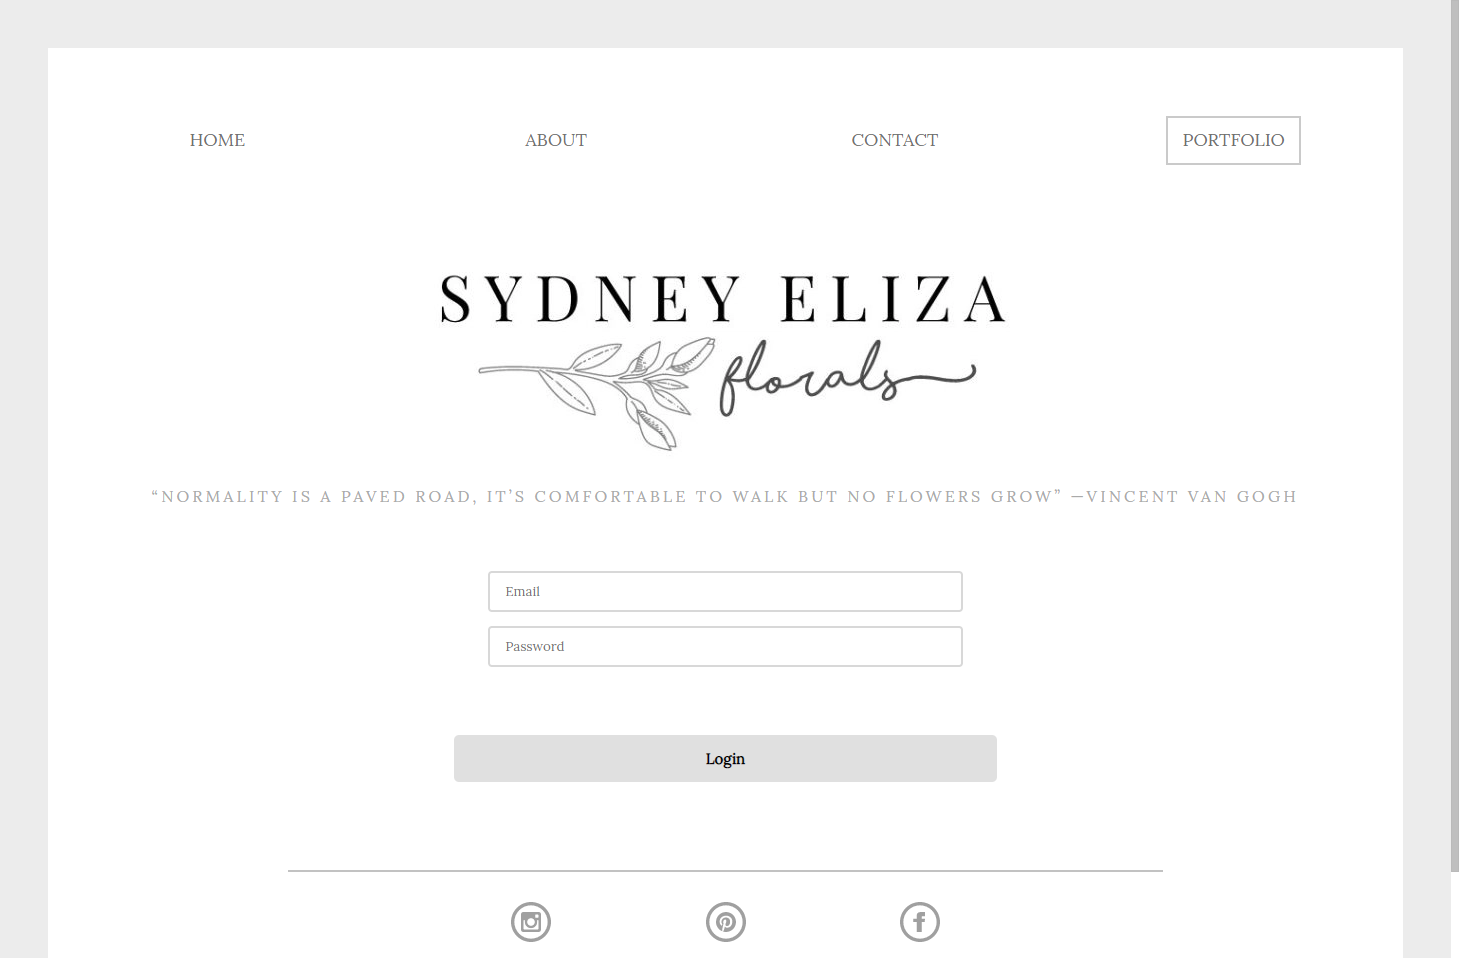 HOME
ABOUT
CONTACT
PORTFOLIO
SYDNEY ELIZA
florals
“NORMALITY IS A PAVED ROAD, IT’S COMFORTABLE TO WALK BUT NO FLOWERS GROW” —VINCENT VAN GOGH
Email
Password
Login